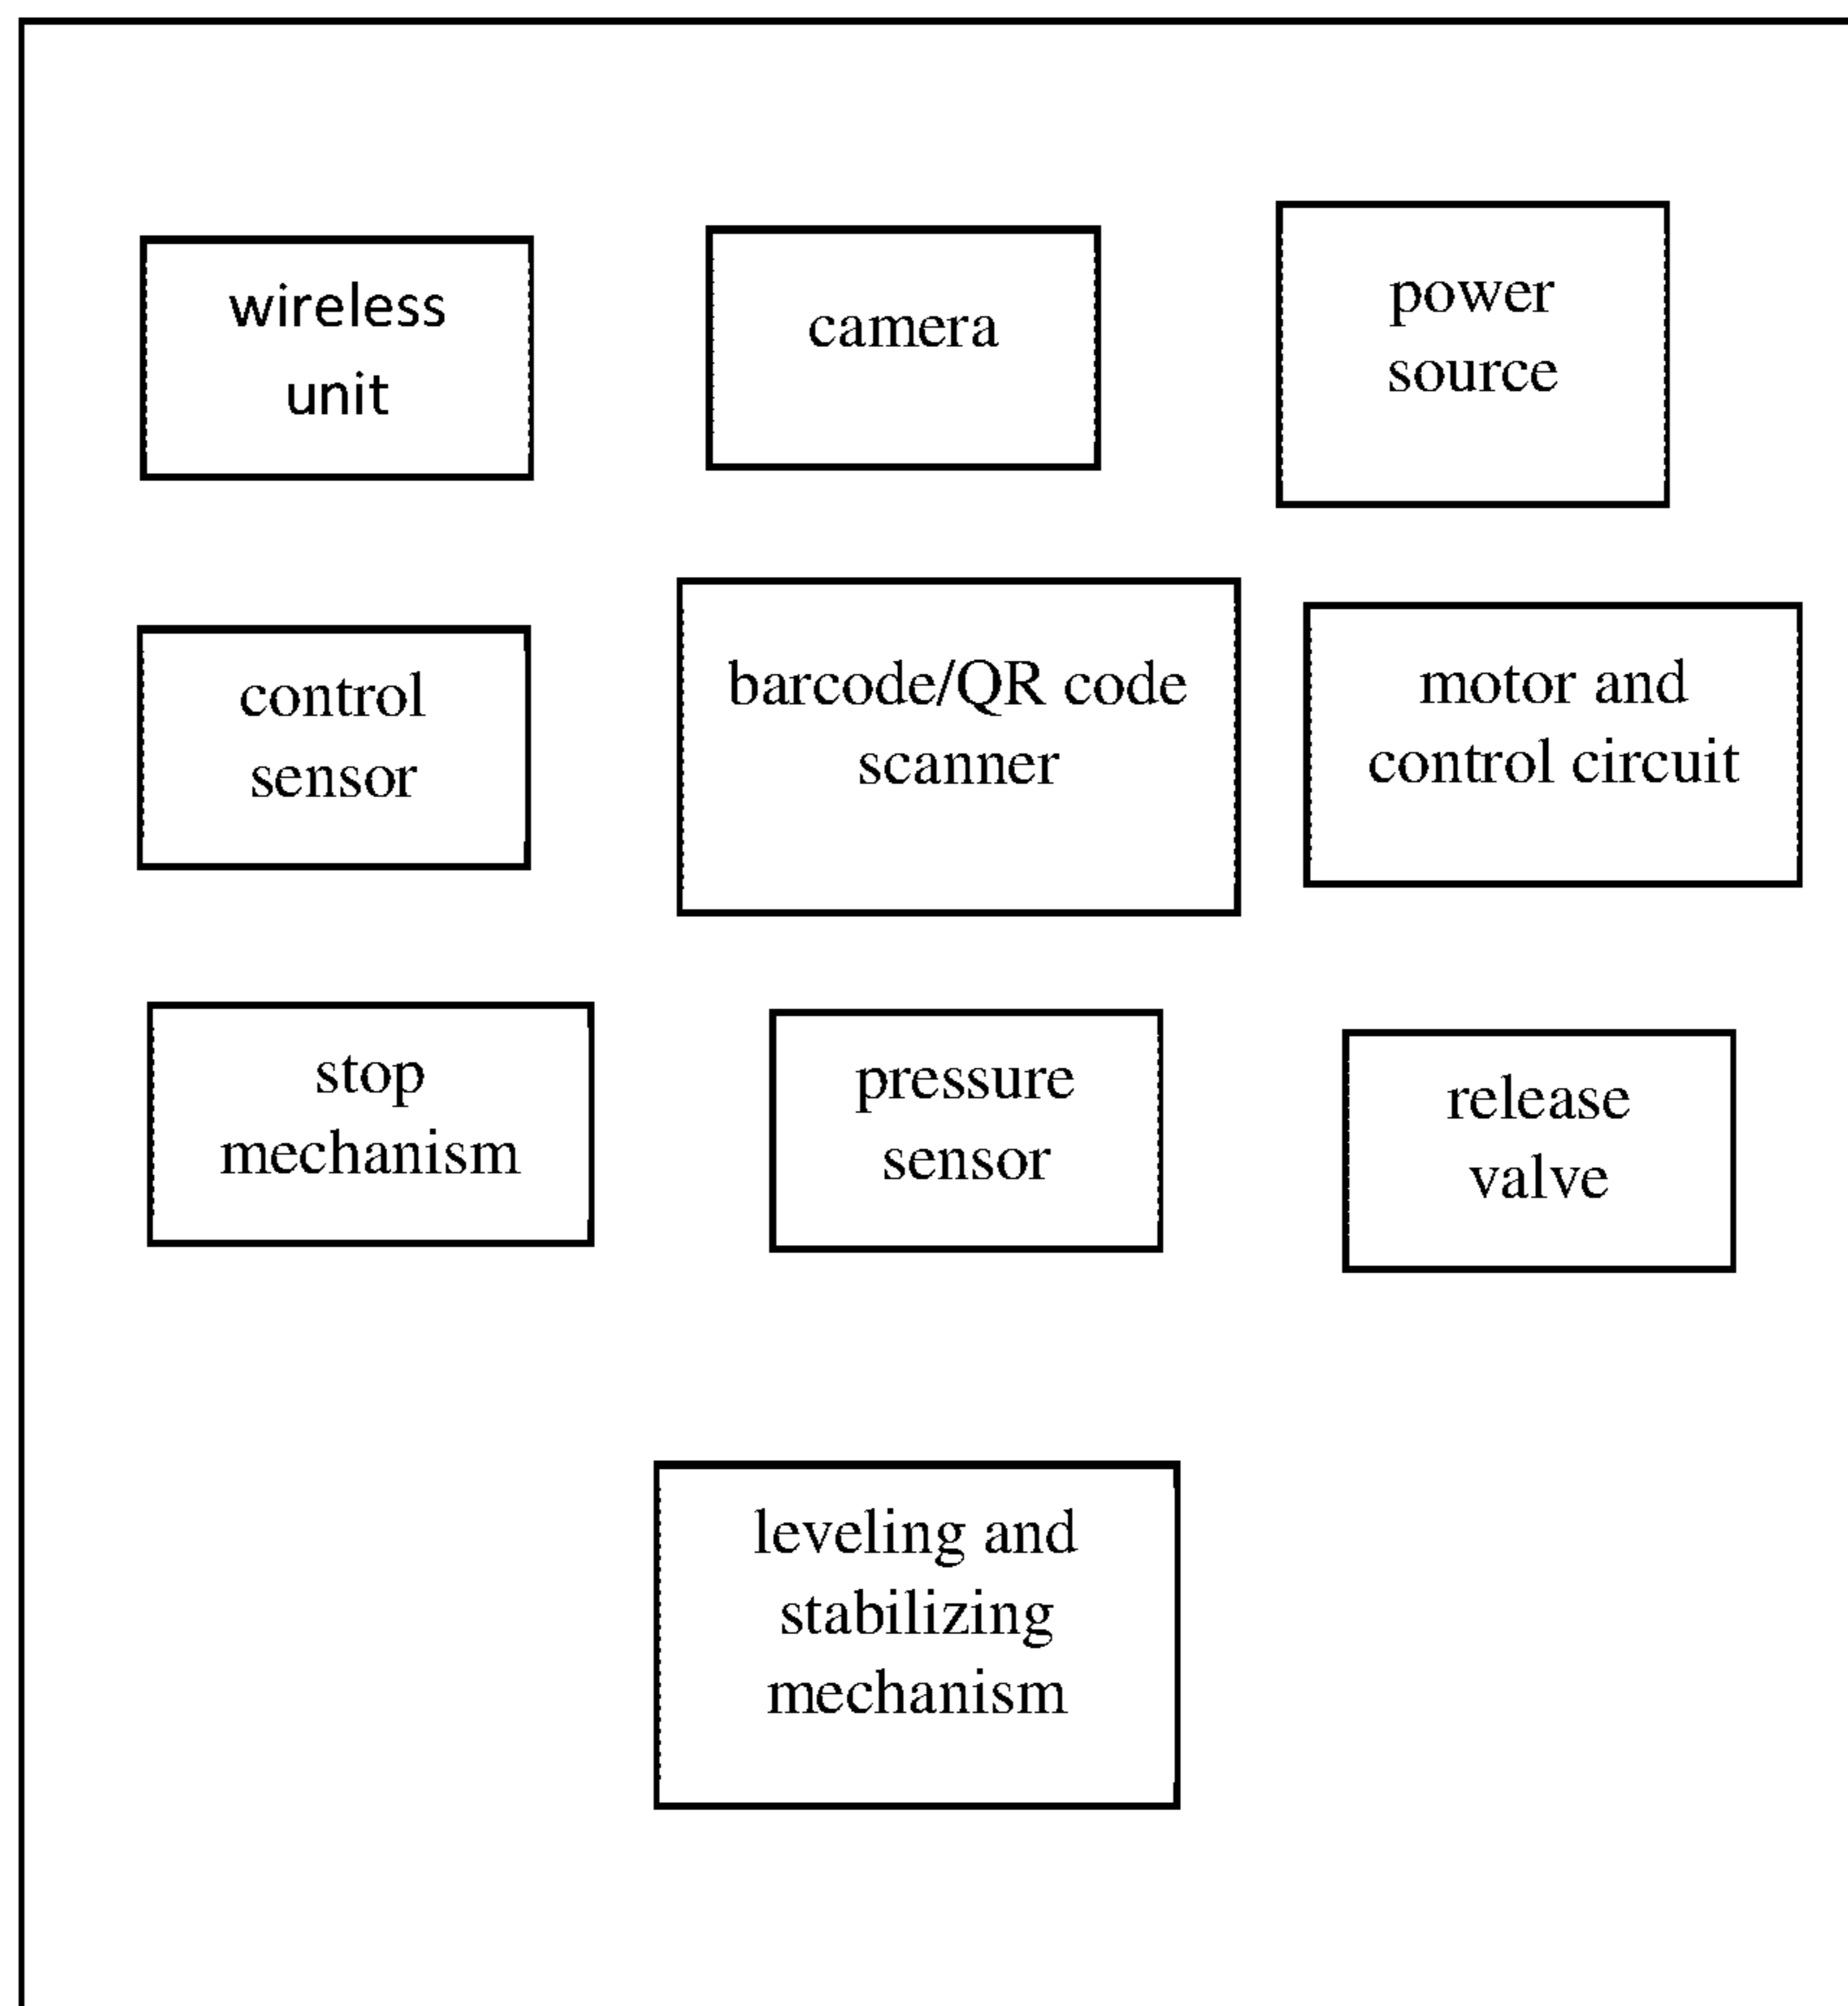 wireless
unit
camera
power
source
control
sensor
barcode/QR code
scanner
motor and
control circuit
stop
mechanism
pressure
sensor
release
valve
leveling and
stabilizing
mechanism